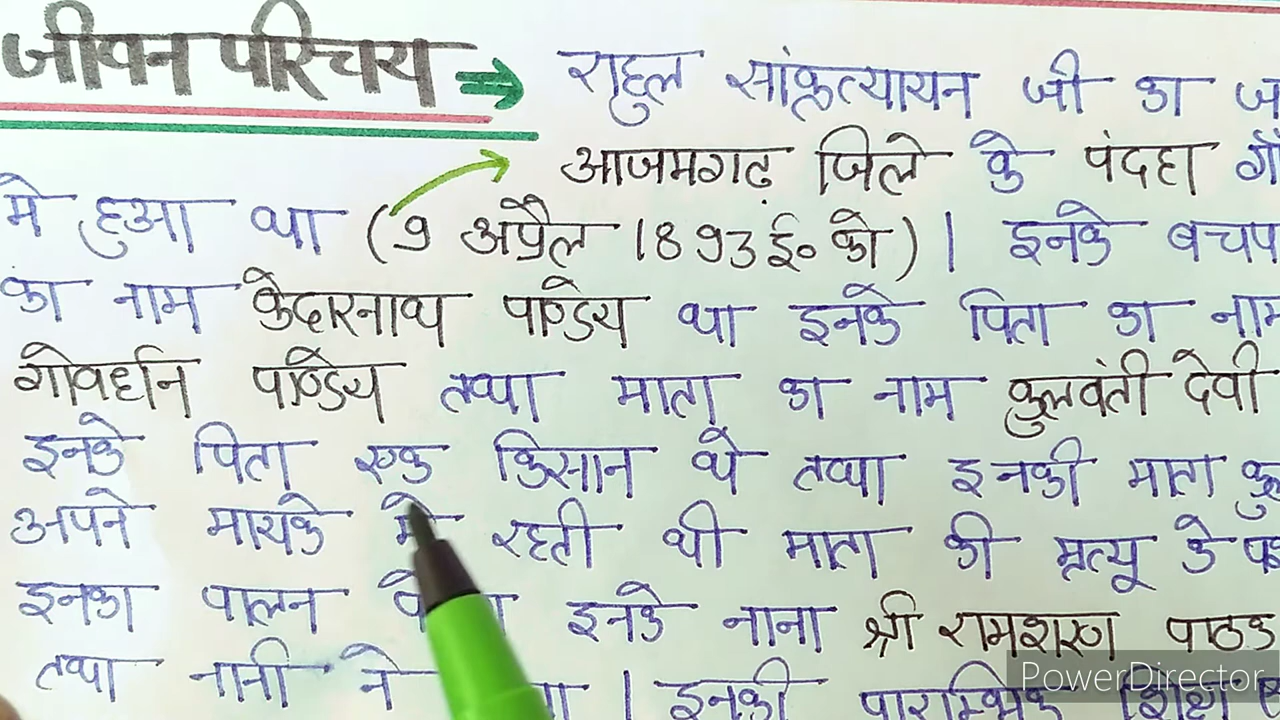 जीवन परिचय → राहुल सांकृत्यायन जी का
आजमगढ़ जिले के पंदहा
मे हुआ था (9 अप्रैल 1893 ई० को) | इनके बचप
का नाम केदारनाथ पाण्डेय था इनके पिता का नाम
गोवर्धान पाण्डेय तथा माता का नाम कुलवंती देवी
इनके पिता एक किसान थे तथा इनकी माता
अपने मायके मे रहती थी माता की मृत्यू के
इनका पालन इनके नाना श्री रामशरण पाठक
तथा नानी ने | इनकी पारम्भिक
PowerDirector